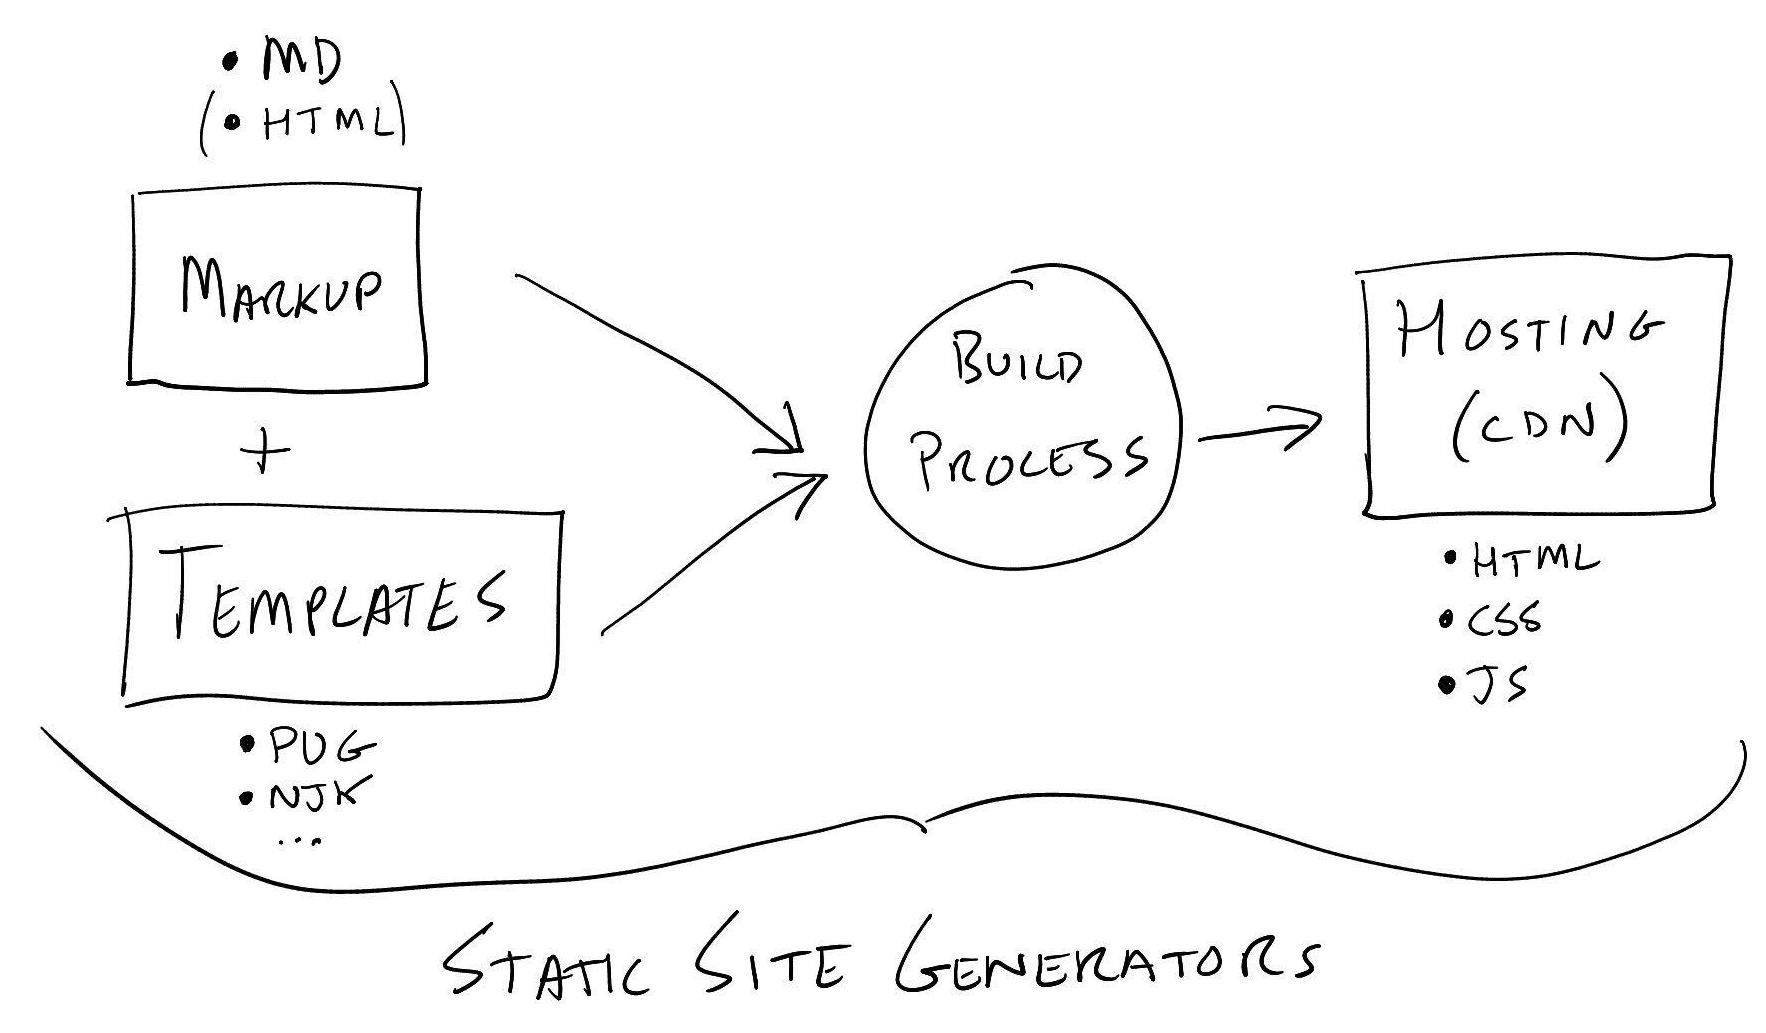 • MD
(• HTML)
MARKUP
+
TEMPLATES
• PUG
• NJK
...
BUILD
PROCESS
HOSTING
(CDN)
• HTML
• CSS
• JS
STATIC SITE GENERATORS